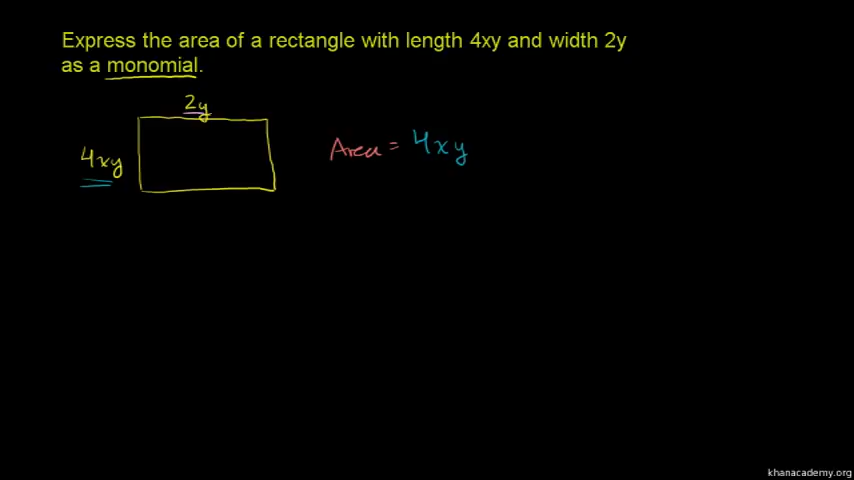 Express the area of a rectangle with length 4xy and width 2y
as a monomial.
2y
4xy
Area = 4xy
khanacademy.org